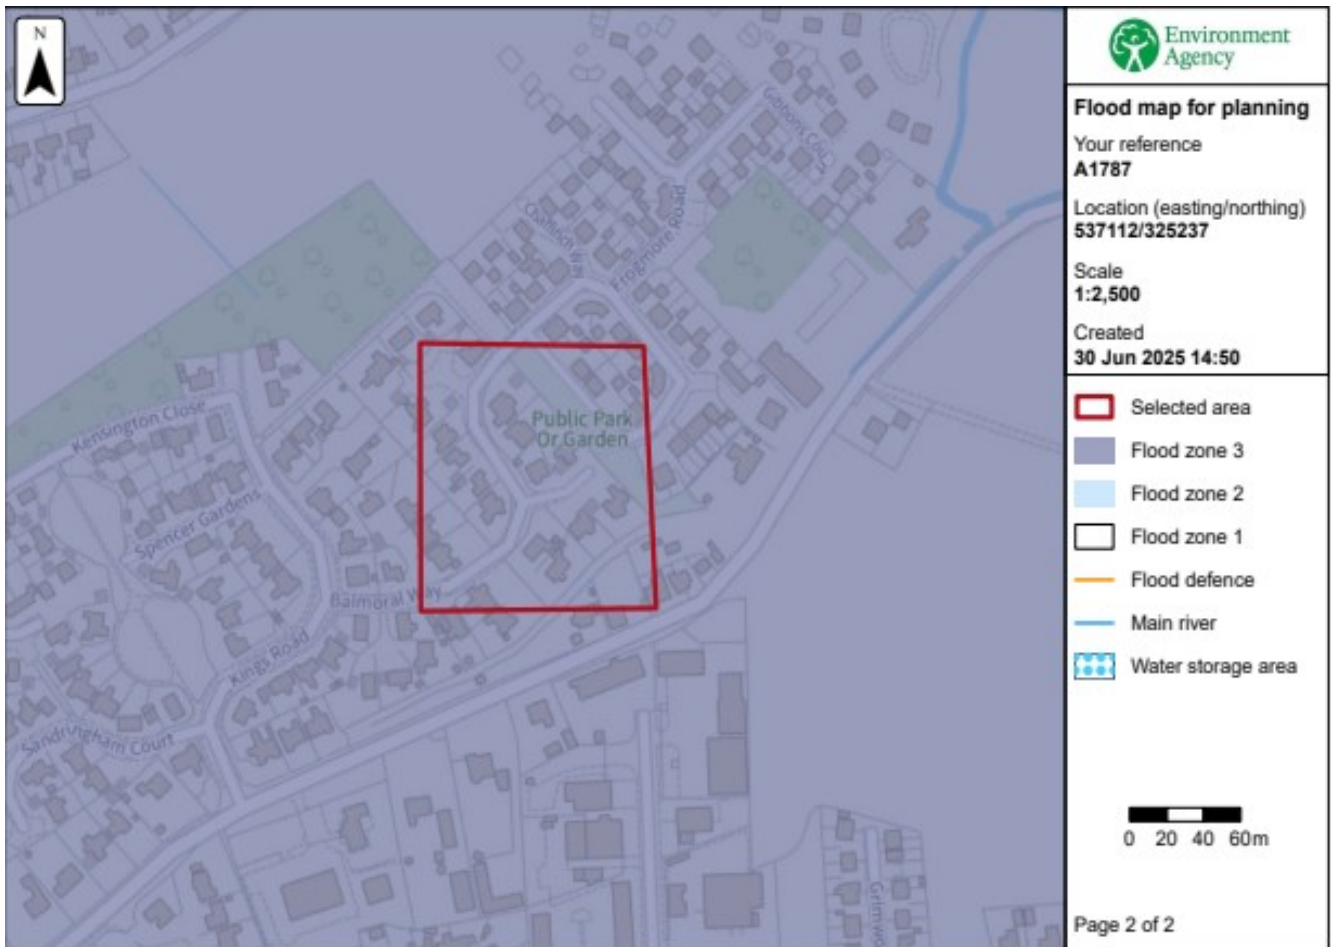 N
Gibbons Court
Chaffinch
Frogmore Road
Public Park
Or Garden
Kensington Close
Spencer Gardens
Balmoral Way
Kings Road
Sandringham Court
Environment
Agency
Flood map for planning
Your reference
A1787
Location (easting/northing)
537112/325237
Scale
1:2,500
Created
30 Jun 2025 14:50
Selected area
Flood zone 3
Flood zone 2
Flood zone 1
Flood defence
Main river
Water storage area
0 20 40 60m
Page 2 of 2